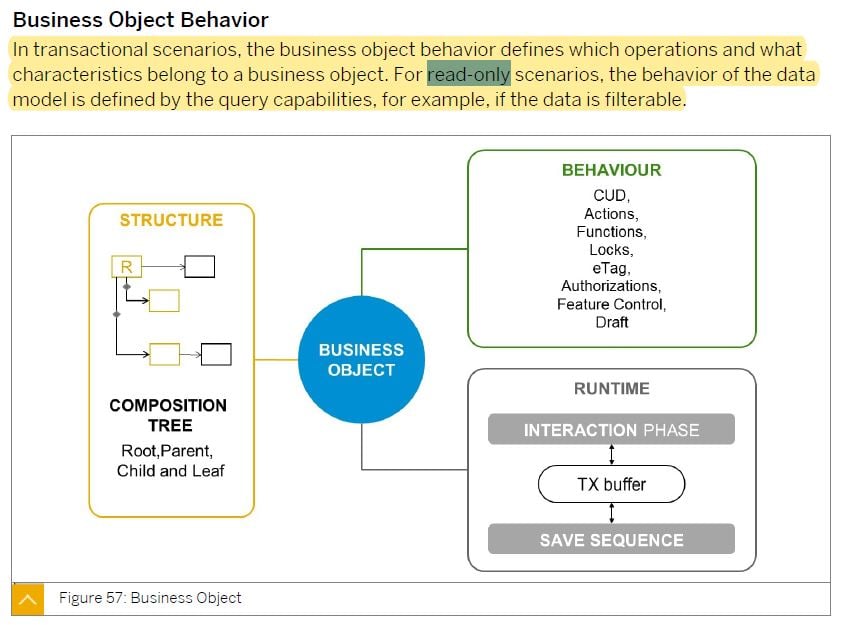 Business Object Behavior
In transactional scenarios, the business object behavior defines which operations and what
characteristics belong to a business object. For read-only scenarios, the behavior of the data
model is defined by the query capabilities, for example, if the data is filterable.
STRUCTURE
R
COMPOSITION
TREE
Root,Parent,
Child and Leaf
BUSINESS
OBJECT
BEHAVIOUR
CUD,
Actions,
Functions,
Locks,
eTag,
Authorizations,
Feature Control,
Draft
RUNTIME
INTERACTION PHASE
TX buffer
SAVE SEQUENCE
Figure 57: Business Object